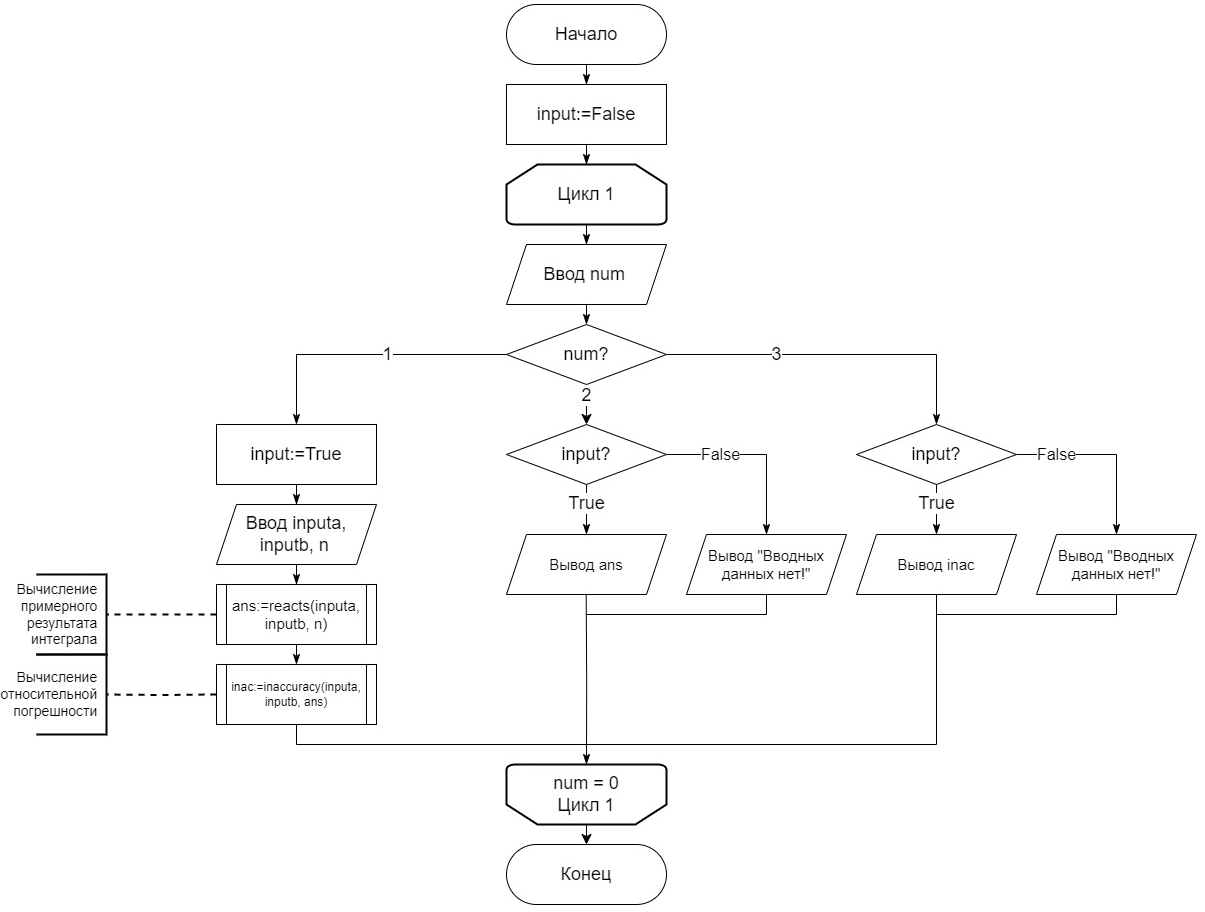 Начало
input:=False
Цикл 1
Ввод num
num?
1
2
3
input:=True
input?
False
True
input?
False
True
Ввод inputa,
inputb, n
Вывод ans
Вывод "Вводных
данных нет!"
Вывод inac
Вывод "Вводных
данных нет!"
Вычисление
примерного
результата
интеграла
ans:=reacts(inputa,
inputb, n)
Вычисление
относительной
погрешности
inac:=inaccuracy(inputa,
inputb, ans)
num = 0
Цикл 1
Конец